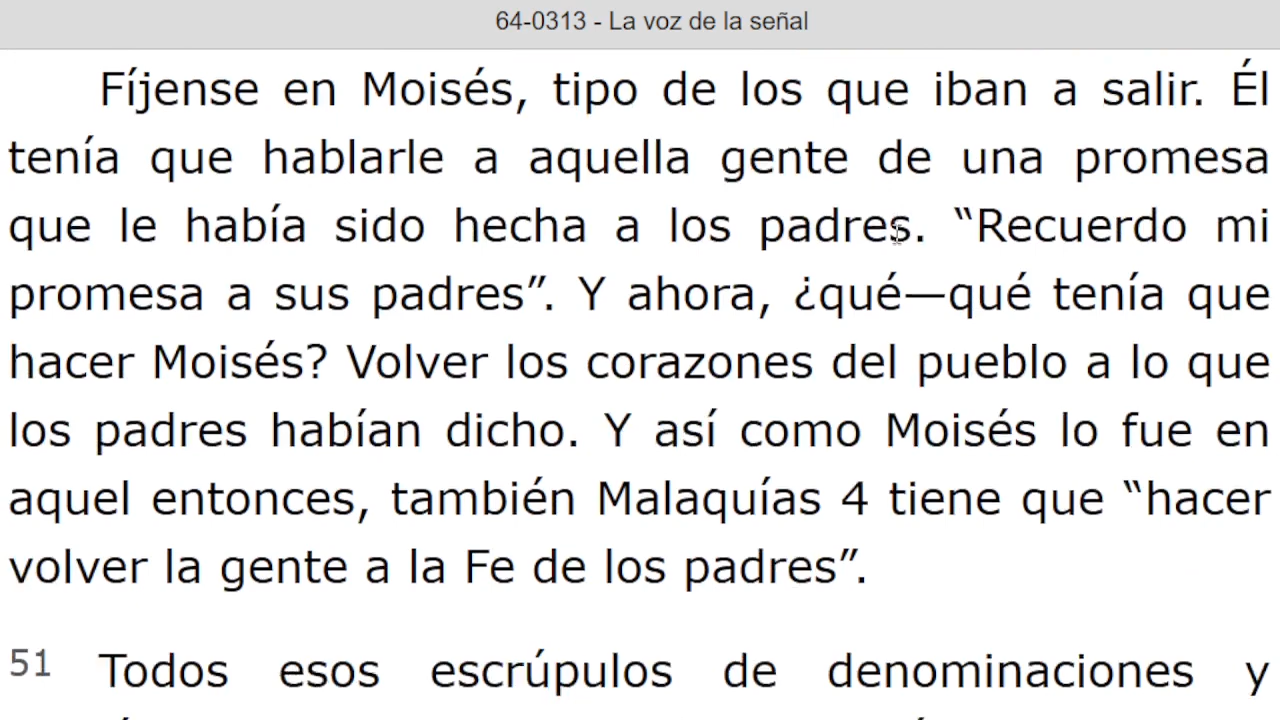 64-0313 - La voz de la señal
Fíjense en Moisés, tipo de los que iban a salir. Él
tenía que hablarle a aquella gente de una promesa
que le había sido hecha a los padres. “Recuerdo mi
promesa a sus padres”. Y ahora, ¿qué—qué tenía que
hacer Moisés? Volver los corazones del pueblo a lo que
los padres habían dicho. Y así como Moisés lo fue en
aquel entonces, también Malaquías 4 tiene que “hacer
volver la gente a la Fe de los padres”.
51 Todos esos escrúpulos de denominaciones y